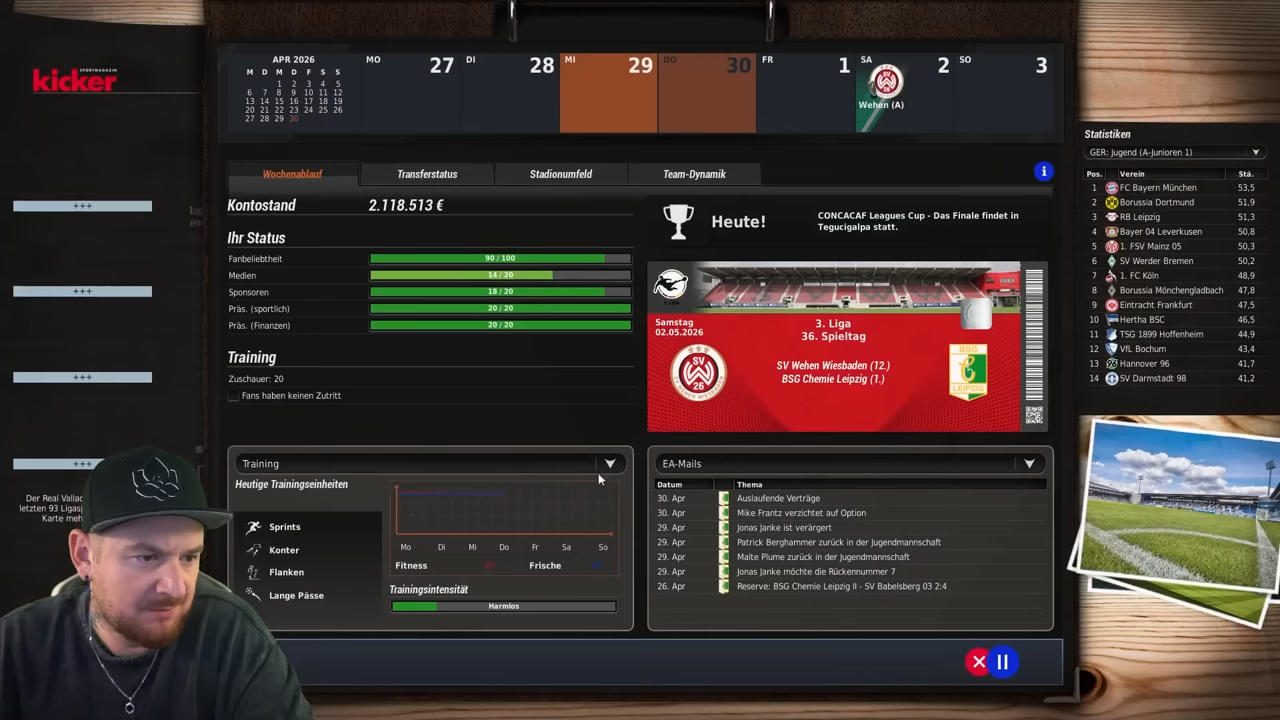 kicker
SPORTMAGAZIN
APR 2026
M D M D F S S
1 2 3 4 5
6 7 8 9 10 11 12
13 14 15 16 17 18 19
20 21 22 23 24 25 26
27 28 29 30
MO 27
DI 28
MI 29
DO 30
FR 1
SA 2
Wehen (A)
SO 3
Wochenablauf
Transferstatus
Stadionumfeld
Team-Dynamik
i
Kontostand 2.118.513 €
Ihr Status
Fanbeliebtheit 90 / 100
Medien 14 / 20
Sponsoren 18 / 20
Präs. (sportlich) 20 / 20
Präs. (Finanzen) 20 / 20
Training
Zuschauer: 20
Fans haben keinen Zutritt
Heute!
CONCACAF Leagues Cup - Das Finale findet in
Tegucigalpa statt.
Samstag
02.05.2026
3. Liga
36. Spieltag
SV Wehen Wiesbaden (12.)
BSG Chemie Leipzig (1.)
SV
26
BSG
LEIPZIG
Training
Heutige Trainingseinheiten
Sprints
Konter
Flanken
Lange Pässe
Mo Di Mi Do Fr Sa So
Fitness
Frische
Trainingsintensität
Harmlos
EA-Mails
Datum Thema
30. Apr Auslaufende Verträge
30. Apr Mike Frantz verzichtet auf Option
29. Apr Jonas Janke ist verärgert
29. Apr Patrick Berghammer zurück in der Jugendmannschaft
29. Apr Malte Plume zurück in der Jugendmannschaft
29. Apr Jonas Janke möchte die Rückennummer 7
26. Apr Reserve: BSG Chemie Leipzig II - SV Babelsberg 03 2:4
Statistiken
GER: Jugend (A-Junioren 1)
Pos. Verein Stä.
1 FC Bayern München 53,5
2 Borussia Dortmund 51,9
3 RB Leipzig 51,3
4 Bayer 04 Leverkusen 50,8
5 1. FSV Mainz 05 50,3
6 SV Werder Bremen 50,2
7 1. FC Köln 48,9
8 Borussia Mönchengladbach 47,8
9 Eintracht Frankfurt 47,5
10 Hertha BSC 46,5
11 TSG 1899 Hoffenheim 44,9
12 VfL Bochum 43,4
13 Hannover 96 41,7
14 SV Darmstadt 98 41,2
+++
+++
+++
+++
Der Real Vallad
letzten 93 Ligasp
Karte meh